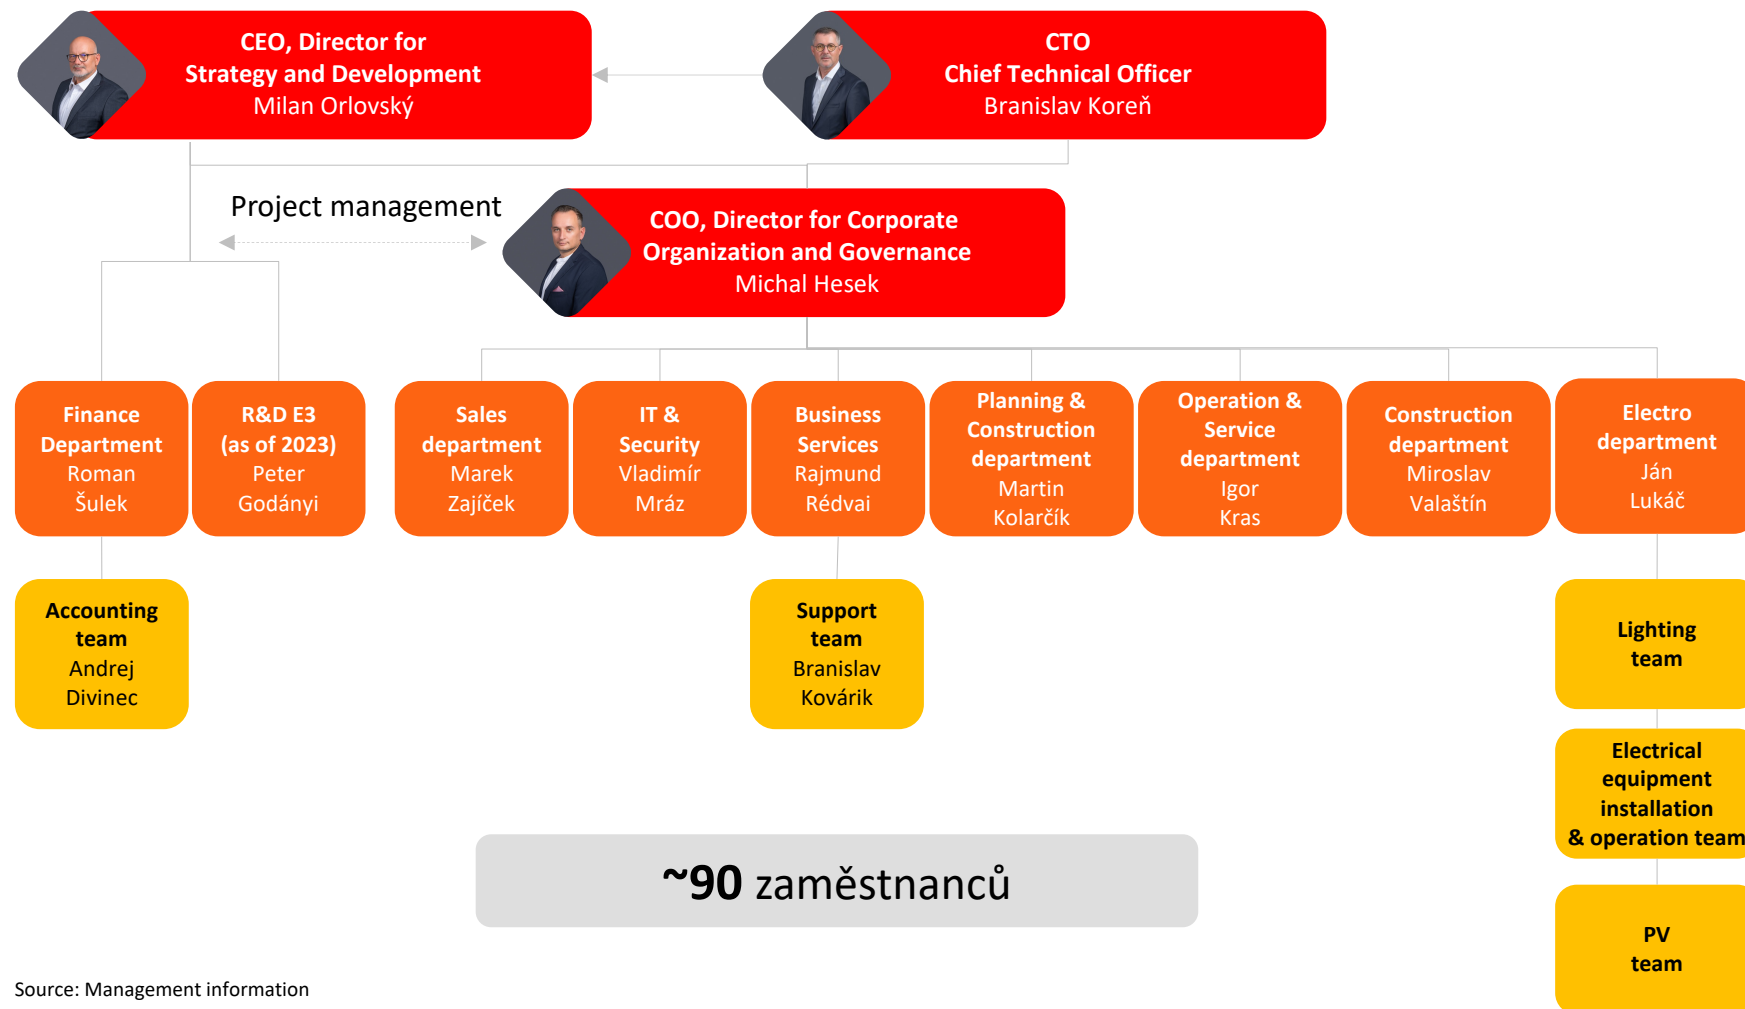 CEO, Director for
Strategy and Development
Milan Orlovský
CTO
Chief Technical Officer
Branislav Koreň
Project management
COO, Director for Corporate
Organization and Governance
Michal Hesek
Finance
Department
Roman
Šulek
R&D E3
(as of 2023)
Peter
Godányi
Sales
department
Marek
Zajíček
IT &
Security
Vladimír
Mráz
Business
Services
Rajmund
Rédvai
Planning &
Construction
department
Martin
Kolarčík
Operation &
Service
department
Igor
Kras
Construction
department
Miroslav
Valaštín
Electro
department
Ján
Lukáč
Accounting
team
Andrej
Divinec
Support
team
Branislav
Kovárik
Lighting
team
Electrical
equipment
installation
& operation team
PV
team
~90 zaměstnanců
Source: Management information